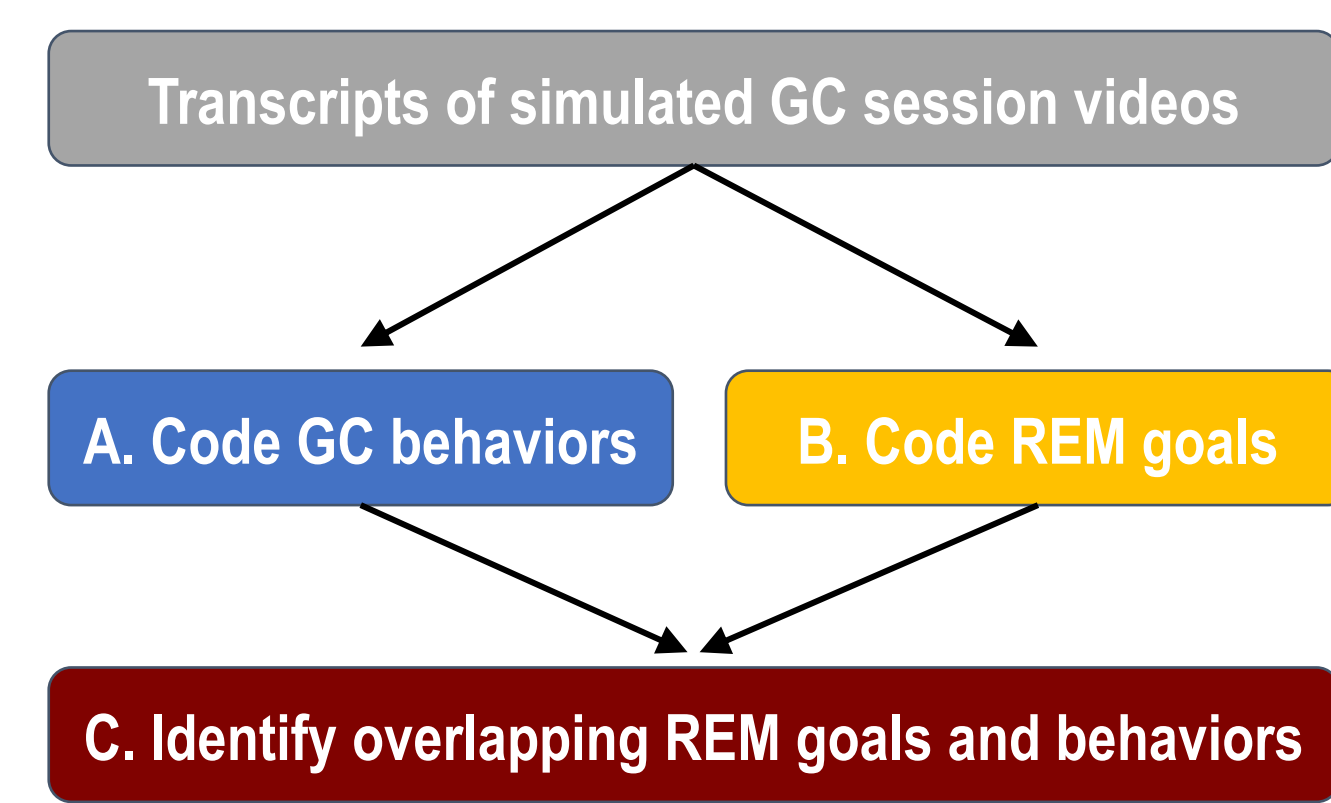 Transcripts of simulated GC session videos
A. Code GC behaviors
B. Code REM goals
C. Identify overlapping REM goals and behaviors